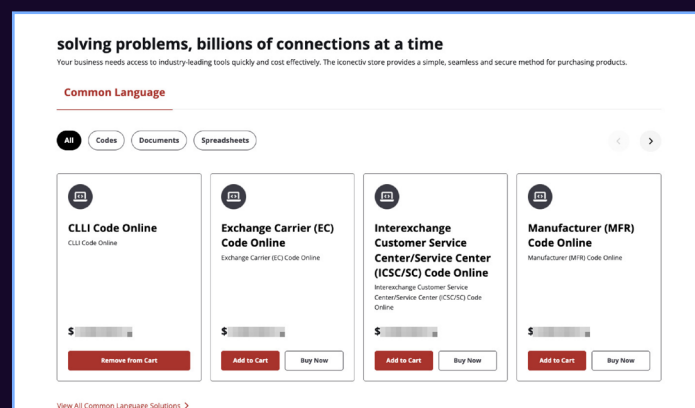 solving problems, billions of connections at a time
Your business needs access to industry-leading tools quickly and cost effectively. The iconectiv store provides a simple, seamless and secure method for purchasing products.
Common Language
All
Codes
Documents
Spreadsheets
CLLI Code Online
CLLI Code Online
$
Remove from Cart
Exchange Carrier (EC)
Code Online
Exchange Carrier (EC) Code Online
$
Add to Cart
Buy Now
Interexchange
Customer Service
Center/Service Center
(ICSC/SC) Code Online
Interexchange Customer Service
Center/Service Center (ICSC/SC) Code
Online
$
Add to Cart
Buy Now
Manufacturer (MFR)
Code Online
Manufacturer (MFR) Code Online
$
Add to Cart
Buy Now
View All Common Language Solutions